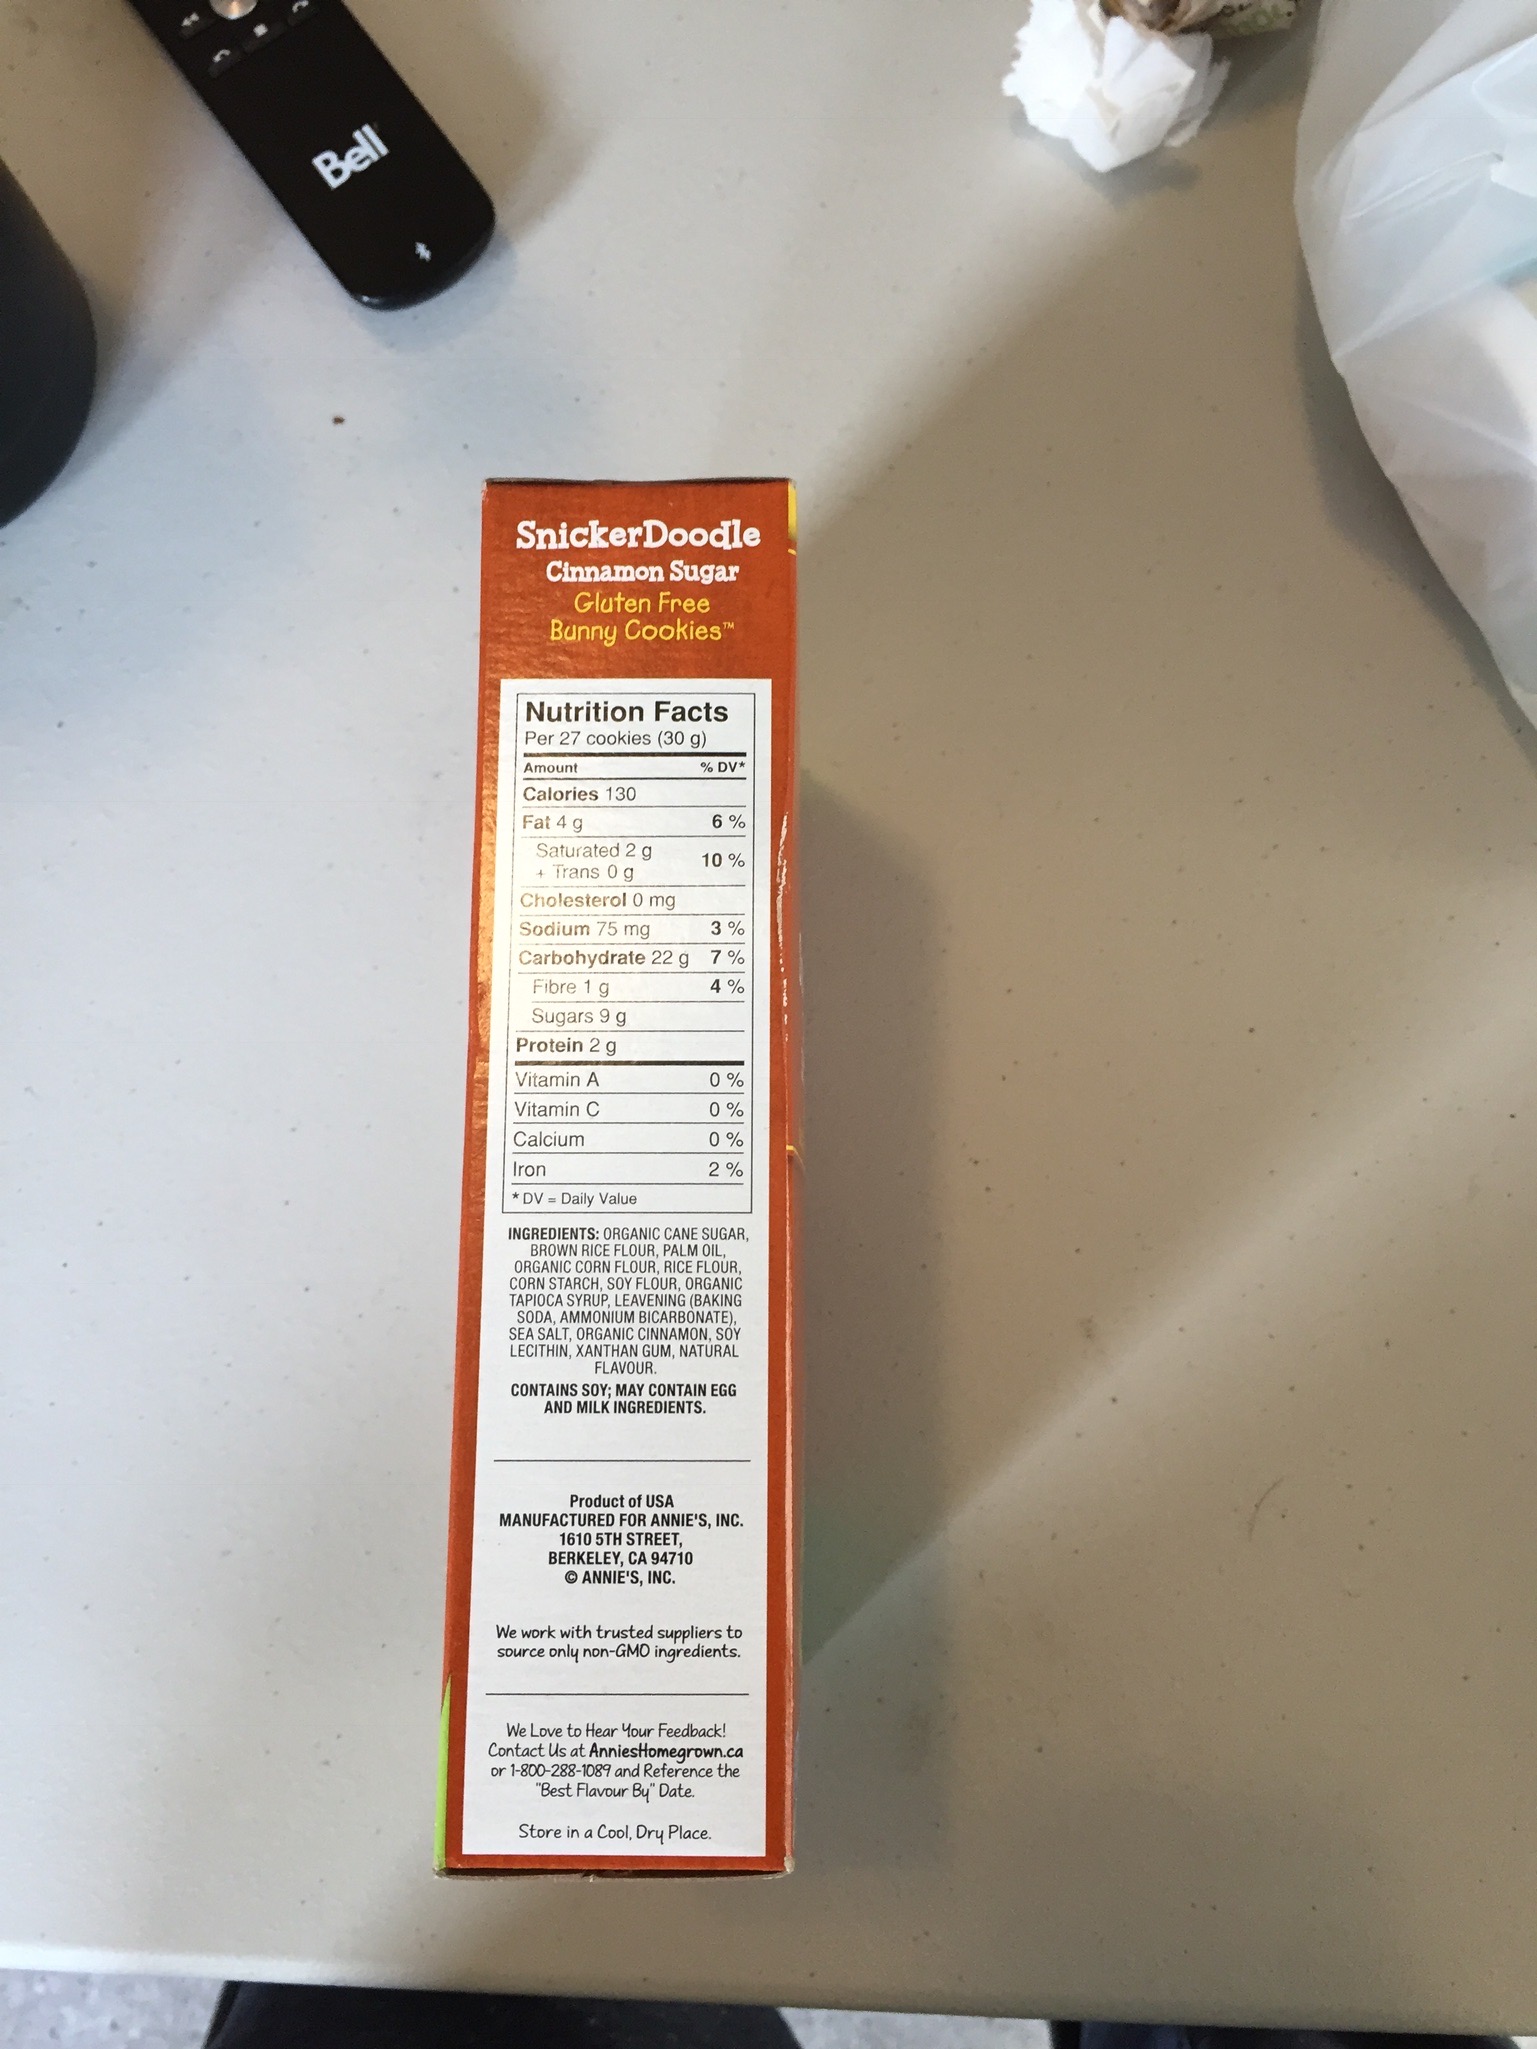 Bell
SnickerDoodle
Cinnamon Sugar
Gluten Free
Bunny Cookies™
Nutrition Facts
Per 27 cookies (30 g)
Amount % DV*
Calories 130
Fat 4 g 6 %
Saturated 2 g
+ Trans 0 g 10 %
Cholesterol 0 mg
Sodium 75 mg 3 %
Carbohydrate 22 g 7 %
Fibre 1 g 4 %
Sugars 9 g
Protein 2 g
Vitamin A 0 %
Vitamin C 0 %
Calcium 0 %
Iron 2 %
* DV = Daily Value
INGREDIENTS: ORGANIC CANE SUGAR,
BROWN RICE FLOUR, PALM OIL,
ORGANIC CORN FLOUR, RICE FLOUR,
CORN STARCH, SOY FLOUR, ORGANIC
TAPIOCA SYRUP, LEAVENING (BAKING
SODA, AMMONIUM BICARBONATE),
SEA SALT, ORGANIC CINNAMON, SOY
LECITHIN, XANTHAN GUM, NATURAL
FLAVOUR.
CONTAINS SOY; MAY CONTAIN EGG
AND MILK INGREDIENTS.
Product of USA
MANUFACTURED FOR ANNIE'S, INC.
1610 5TH STREET,
BERKELEY, CA 94710
© ANNIE'S, INC.
We work with trusted suppliers to
source only non-GMO ingredients.
We Love to Hear Your Feedback!
Contact Us at AnniesHomegrown.ca
or 1-800-288-1089 and Reference the
"Best Flavour By" Date.
Store in a Cool, Dry Place.